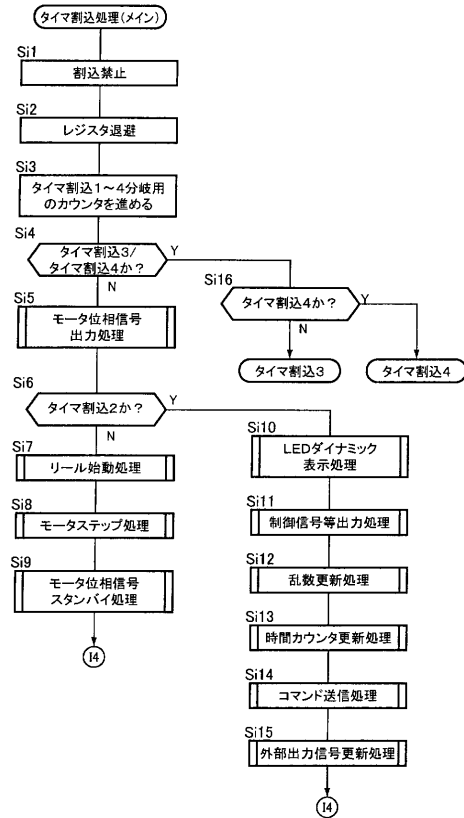 タイマ割込処理(メイン)
Si1
割込禁止
Si2
レジスタ退避
Si3
タイマ割込1～4分岐用
のカウンタを進める
Si4
タイマ割込3/
タイマ割込4か？
Y
N
Si16
タイマ割込4か？
Y
N
タイマ割込3
タイマ割込4
Si5
モータ位相信号
出力処理
Si6
タイマ割込2か？
Y
N
Si7
リール始動処理
Si8
モータステップ処理
Si9
モータ位相信号
スタンバイ処理
I4
Si10
LEDダイナミック
表示処理
Si11
制御信号等出力処理
Si12
乱数更新処理
Si13
時間カウンタ更新処理
Si14
コマンド送信処理
Si15
外部出力信号更新処理
I4